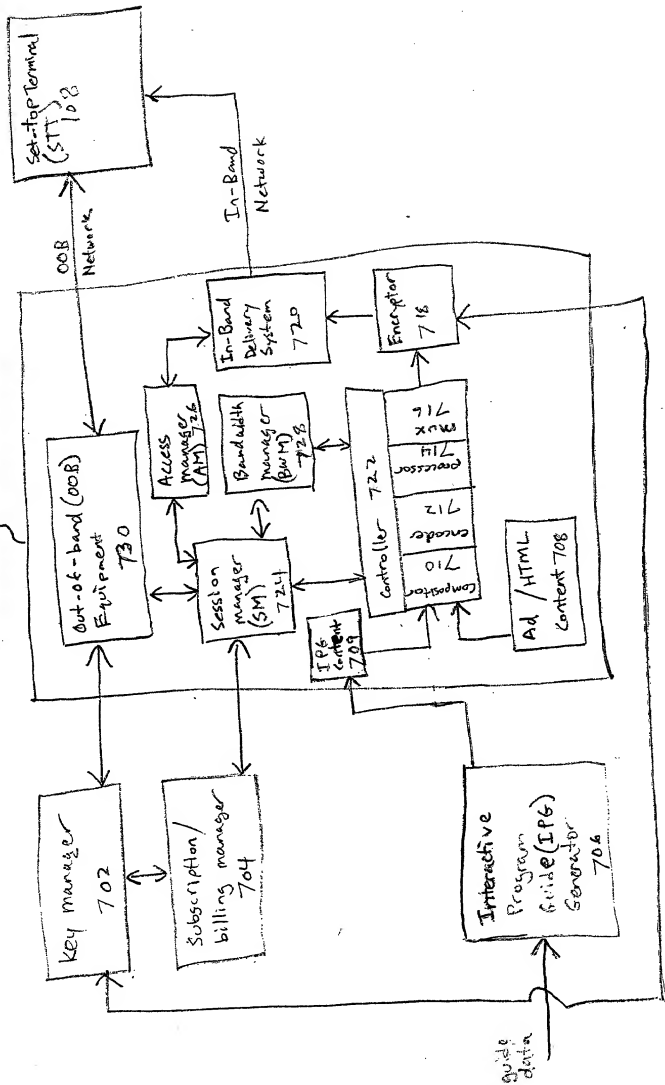 Key manager
702
Subscription/
billing manager
704
Interactive
Program
Guide (IPG)
Generator
706
guide
data
Out-of-band (OOB)
Equipment
730
Session
manager
(SM)
724
IPG
Content
709
Access
manager
(AM) 726
Bandwidth
manager
(BWM)
728
Controller 722
Compositor
710
encoder
712
processor
714
mux
716
Ad /HTML
Content 708
In-Band
Delivery
System
720
Encryptor
718
OOB
Network
In-Band
Network
Set-top Terminal
(STT)
108